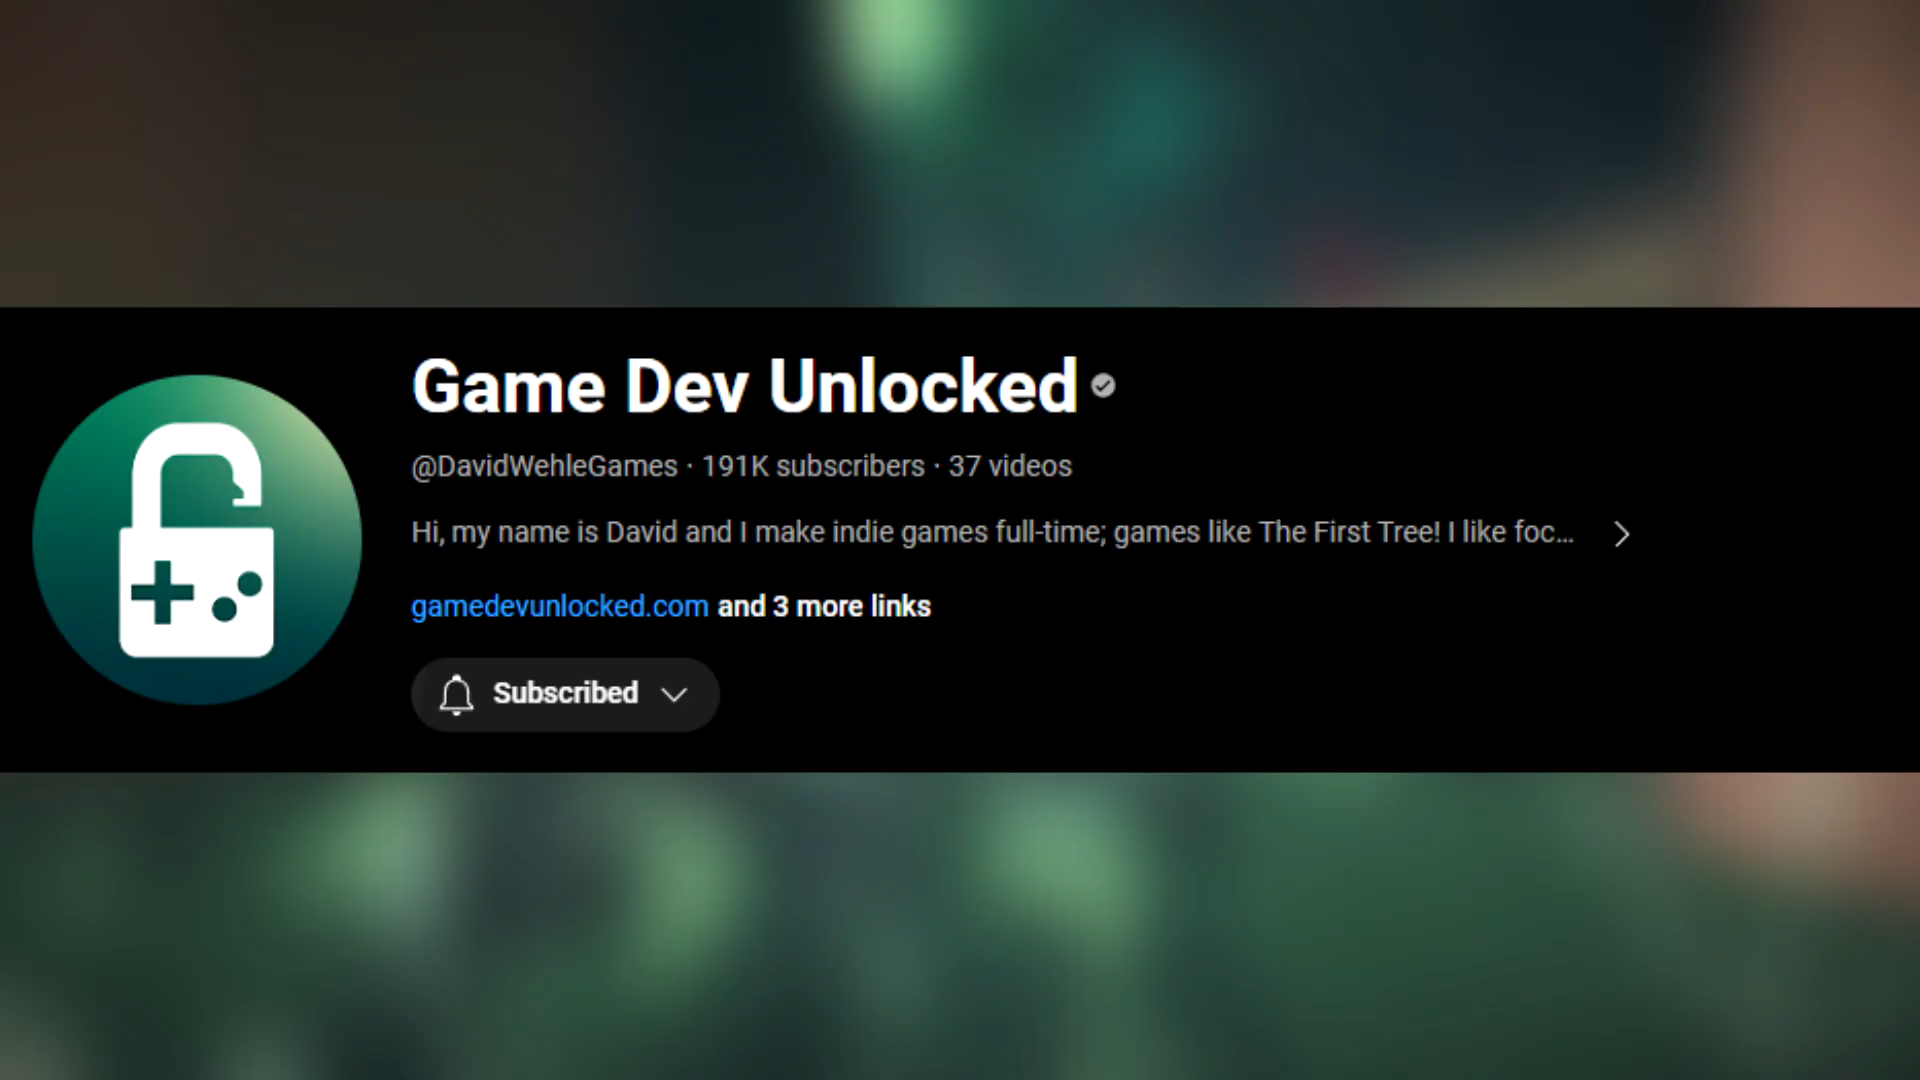 Game Dev Unlocked
@DavidWehleGames · 191K subscribers · 37 videos
Hi, my name is David and I make indie games full-time; games like The First Tree! I like foc...
gamedevunlocked.com and 3 more links
Subscribed